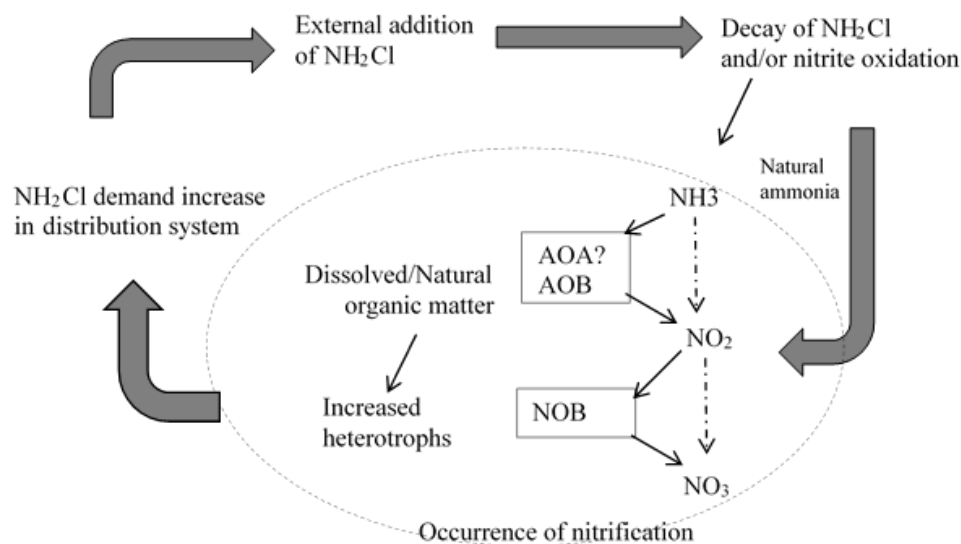 External addition
of NH₂Cl
Decay of NH₂Cl
and/or nitrite oxidation
Natural
ammonia
NH₂Cl demand increase
in distribution system
NH3̄
AOA?
AOB
Dissolved/Natural
organic matter
NO₂
Increased
heterotrophs
NOB
NO₃
Occurrence of nitrification